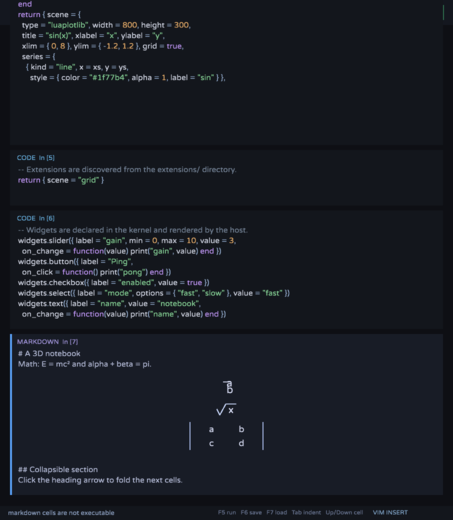 end
return { scene = {
type = "luaplotlib", width = 800, height = 300,
title = "sin(x)", xlabel = "x", ylabel = "y",
xlim = { 0, 8 }, ylim = { -1.2, 1.2 }, grid = true,
series = {
{ kind = "line", x = xs, y = ys,
style = { color = "#1f77b4", alpha = 1, label = "sin" } },
CODE In [5]
-- Extensions are discovered from the extensions/ directory.
return { scene = "grid" }
CODE In [6]
-- Widgets are declared in the kernel and rendered by the host.
widgets.slider({ label = "gain", min = 0, max = 10, value = 3,
on_change = function(value) print("gain", value) end })
widgets.button({ label = "Ping",
on_click = function() print("pong") end })
widgets.checkbox({ label = "enabled", value = true })
widgets.select({ label = "mode", options = { "fast", "slow" }, value = "fast" })
widgets.text({ label = "name", value = "notebook",
on_change = function(value) print("name", value) end })
MARKDOWN In [7]
# A 3D notebook
Math: E = mc² and alpha + beta = pi.
a
b
√x
a b
c d
## Collapsible section
Click the heading arrow to fold the next cells.
markdown cells are not executable F5 run F6 save F7 load Tab indent Up/Down cell VIM INSERT